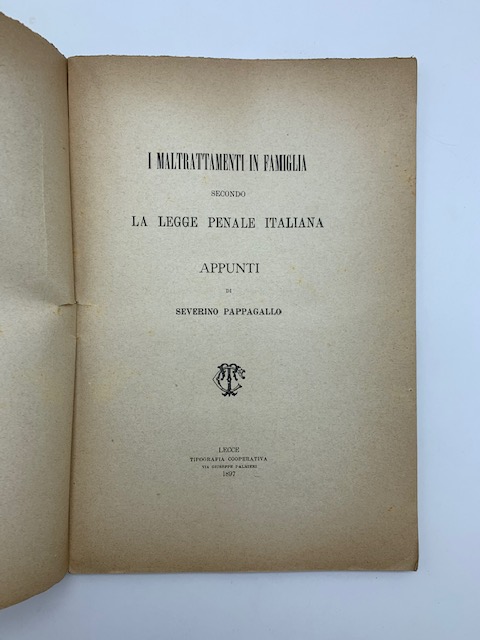 I MALTRATTAMENTI IN FAMIGLIA
SECONDO
LA LEGGE PENALE ITALIANA
APPUNTI
DI
SEVERINO PAPPAGALLO
LECCE
TIPOGRAFIA COOPERATIVA
VIA GIUSEPPE PALMIERI
1897